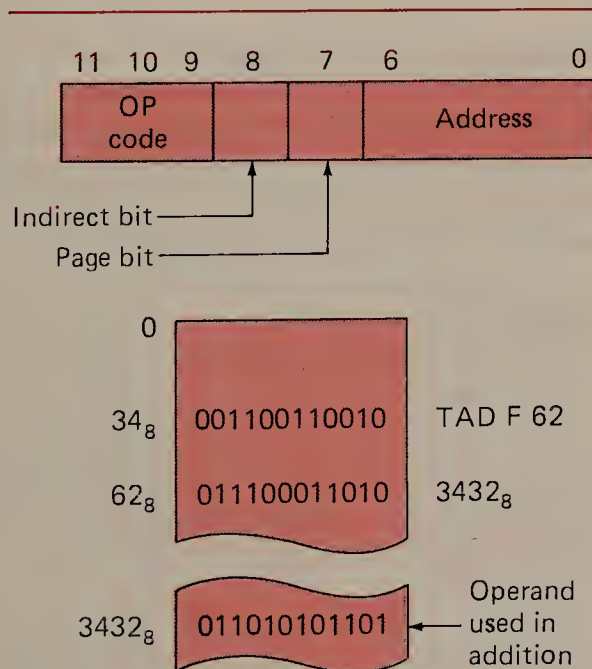 11 10 9 8 7 6 0
OP
code
Address
Indirect bit
Page bit
0
34₈ 001100110010 TAD F 62
62₈ 011100011010 3432₈
3432₈ 011010101101 Operand
used in
addition